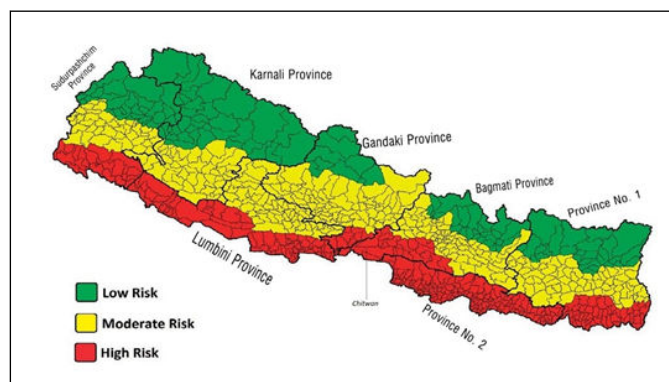 Sudurpashchim
Province
Karnali Province
Gandaki Province
Bagmati Province
Province No. 1
Lumbini Province
Chitwan
Province No. 2
Low Risk
Moderate Risk
High Risk